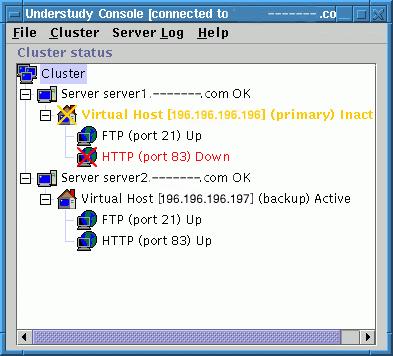 Understudy Console [connected to - - - - - - - .co
File Cluster Server Log Help
Cluster status
Cluster
Server server1.-------.com OK
Virtual Host [196.196.196.196] (primary) Inact
FTP (port 21) Up
HTTP (port 83) Down
Server server2.-------.com OK
Virtual Host [196.196.196.197] (backup) Active
FTP (port 21) Up
HTTP (port 83) Up